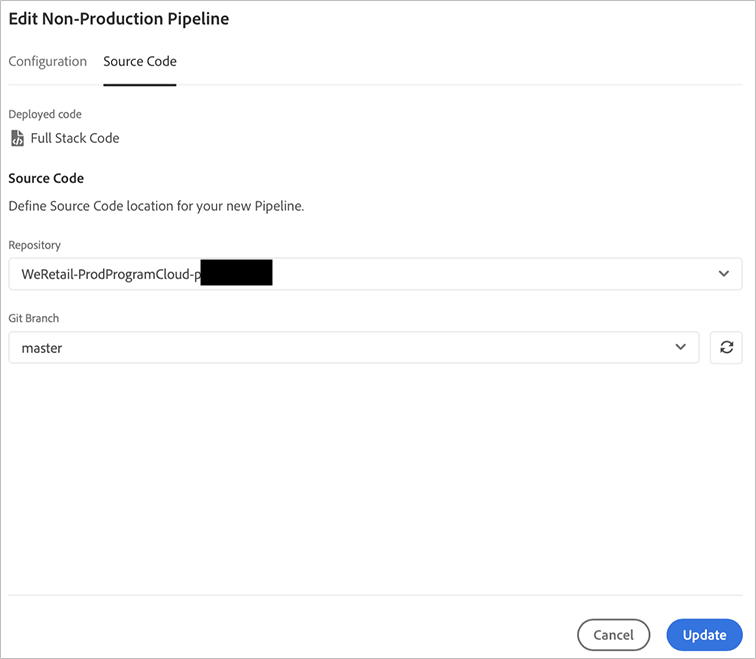 Edit Non-Production Pipeline
Configuration Source Code
Deployed code
Full Stack Code
Source Code
Define Source Code location for your new Pipeline.
Repository
WeRetail-ProdProgramCloud-p
Git Branch
master
Cancel Update